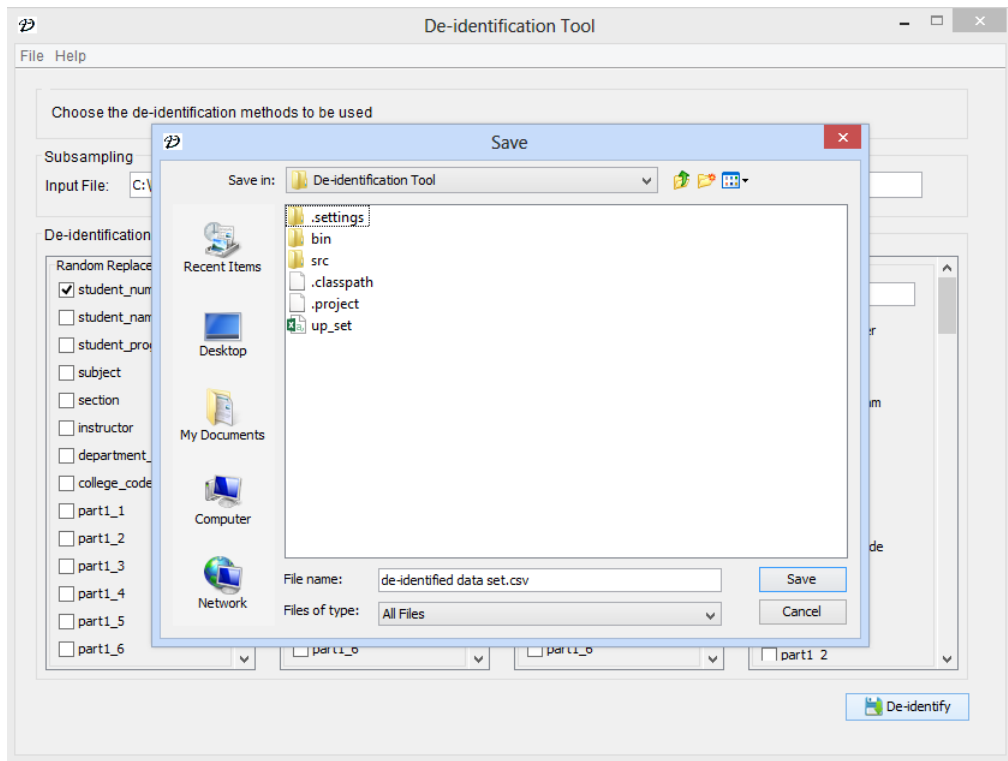 De-identification Tool
File Help
Choose the de-identification methods to be used
Subsampling
Input File: C:\
De-identification
Random Replace
student_num
student_nam
student_prog
subject
section
instructor
department_
college_code
part1_1
part1_2
part1_3
part1_4
part1_5
part1_6
Save
Save in: De-identification Tool
Recent Items
Desktop
My Documents
Computer
Network
.settings
bin
src
.classpath
.project
up_set
File name: de-identified data set.csv Save
Files of type: All Files Cancel
part1_6
part1_6
er
am
de
part1_2
De-identify